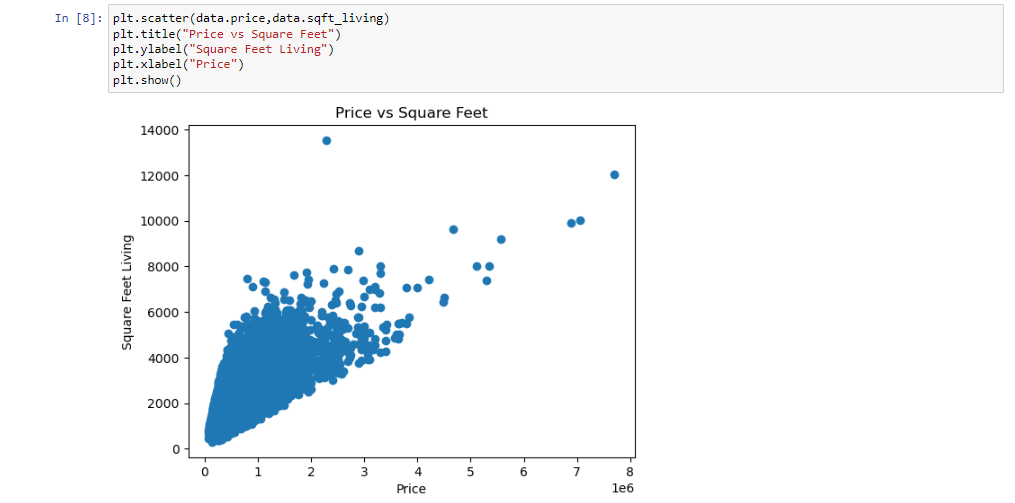 In [8]: plt.scatter(data.price,data.sqft_living)
plt.title("Price vs Square Feet")
plt.ylabel("Square Feet Living")
plt.xlabel("Price")
plt.show()
Price vs Square Feet
14000
12000
10000
8000
6000
4000
2000
0
Square Feet Living
0 1 2 3 4 5 6 7 8
1e6
Price